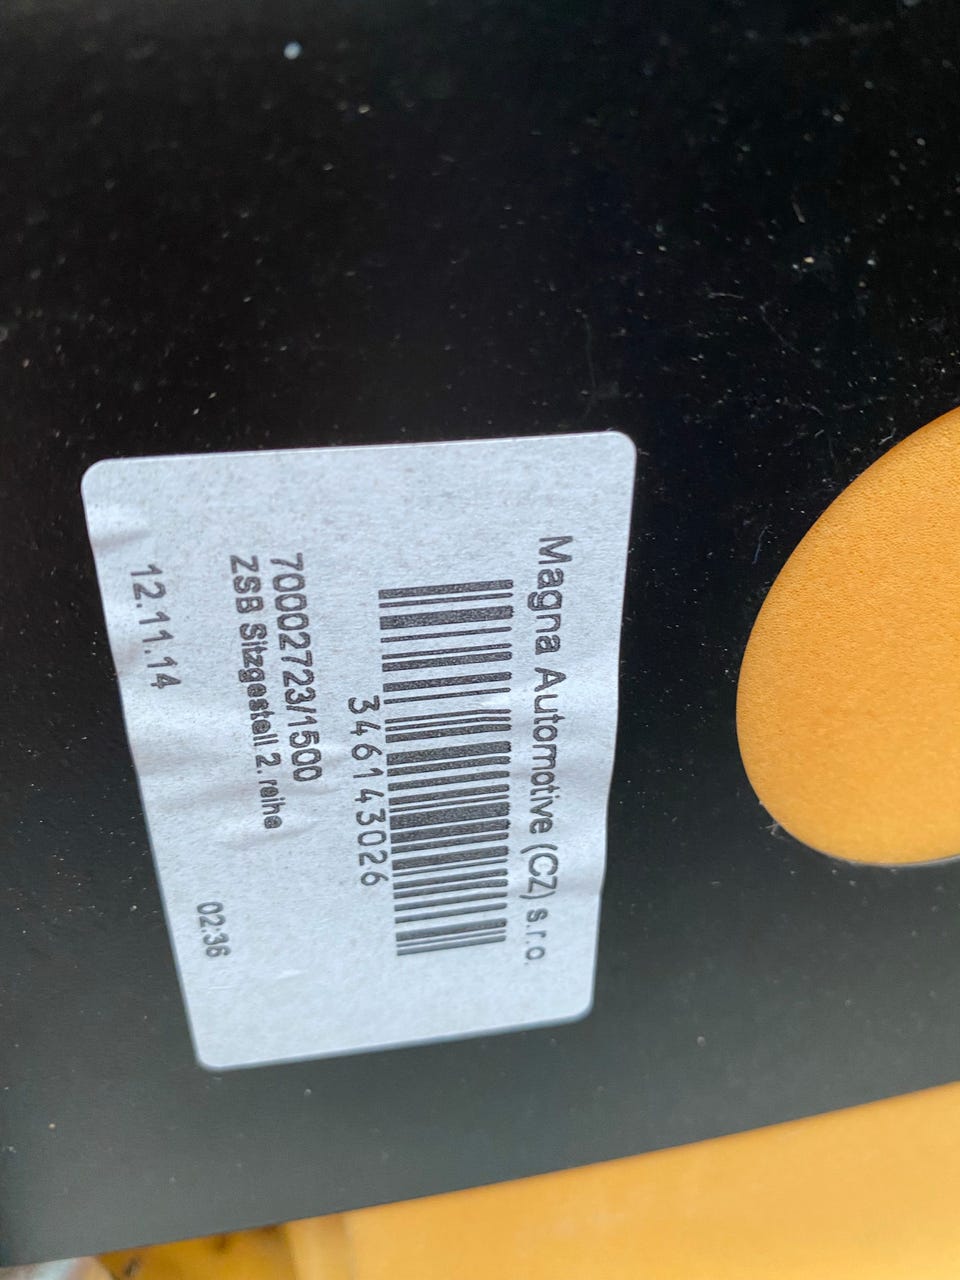 Magna Automotive (CZ) s.r.o.
346143026
70002723/1500
ZSB Sitzgestell 2. reihe
12.11.14 02:36